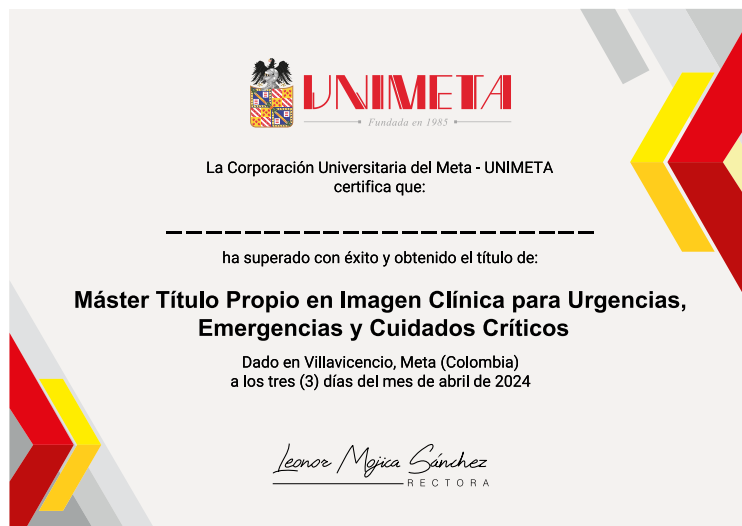 UNIMETA
Fundada en 1985
La Corporación Universitaria del Meta - UNIMETA
certifica que:
ha superado con éxito y obtenido el título de:
Máster Título Propio en Imagen Clínica para Urgencias,
Emergencias y Cuidados Críticos
Dado en Villavicencio, Meta (Colombia)
a los tres (3) días del mes de abril de 2024
Leonor Mojica Sánchez
RECTORA